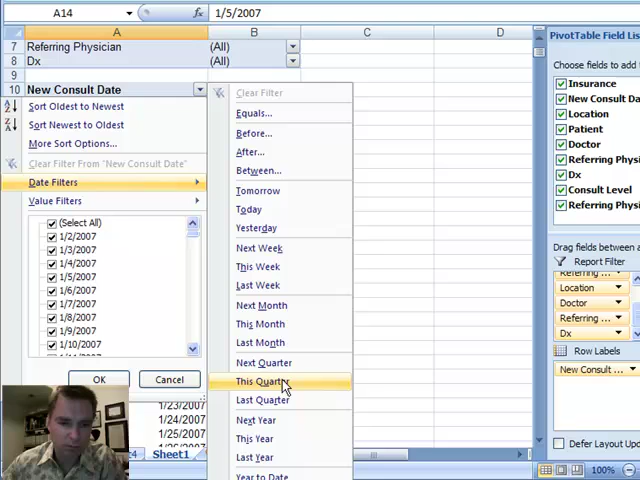 A14
fx
1/5/2007
A
B
C
D
7
Referring Physician
(All)
8
Dx
(All)
9
10
New Consult Date
Sort Oldest to Newest
Sort Newest to Oldest
More Sort Options...
Clear Filter From "New Consult Date"
Date Filters
Value Filters
(Select All)
1/2/2007
1/3/2007
1/4/2007
1/5/2007
1/6/2007
1/7/2007
1/8/2007
1/9/2007
1/10/2007
OK
Cancel
Clear Filter
Equals...
Before...
After...
Between...
Tomorrow
Today
Yesterday
Next Week
This Week
Last Week
Next Month
This Month
Last Month
Next Quarter
This Quarter
Last Quarter
Next Year
This Year
Last Year
Year to Date
1/23/2007
1/24/2007
1/25/2007
Sheet1
PivotTable Field Lis
Choose fields to add
Insurance
New Consult Da
Location
Patient
Doctor
Referring Physi
Dx
Consult Level
Referring Physi
Drag fields between a
Report Filter
Location
Doctor
Referring ...
Dx
Row Labels
New Consult ...
Defer Layout Up
100%